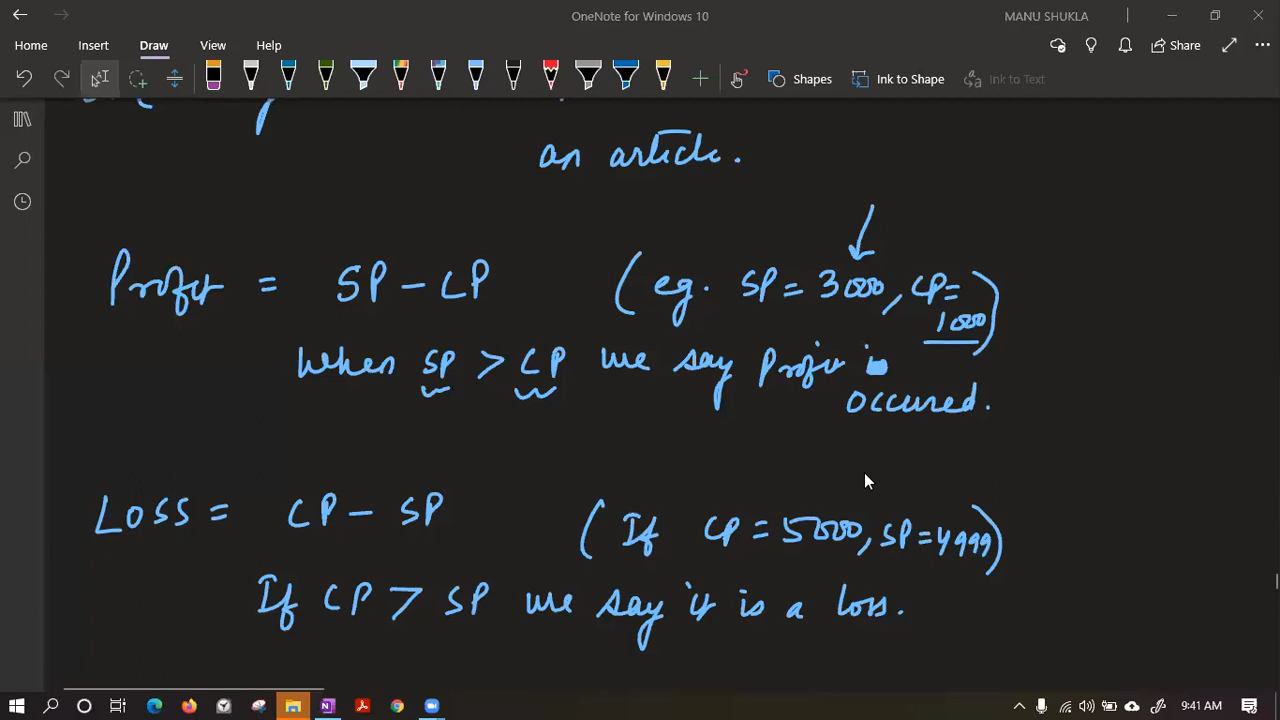 OneNote for Windows 10
MANU SHUKLA
Home Insert Draw View Help
Share
Shapes Ink to Shape Ink to Text
an article.
Profit = SP - CP (eg. SP = 3000, CP =
1000)
when SP > CP we say profit is
occured.
Loss = CP - SP (If CP = 5000, SP = 4999)
If CP > SP we say it is a loss.
9:41 AM